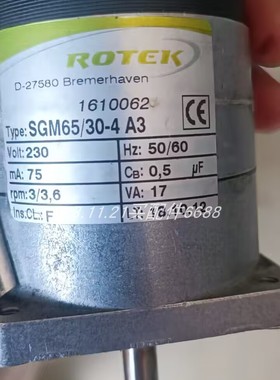 ROTEK
D-27580 Bremerhaven
1610062
CE
Type: SGM65/30-4 A3
Volt: 230 Hz: 50/60
mA: 75 CB: 0,5 µF
rpm: 3/3,6 VA: 17
Ins.CL.: F